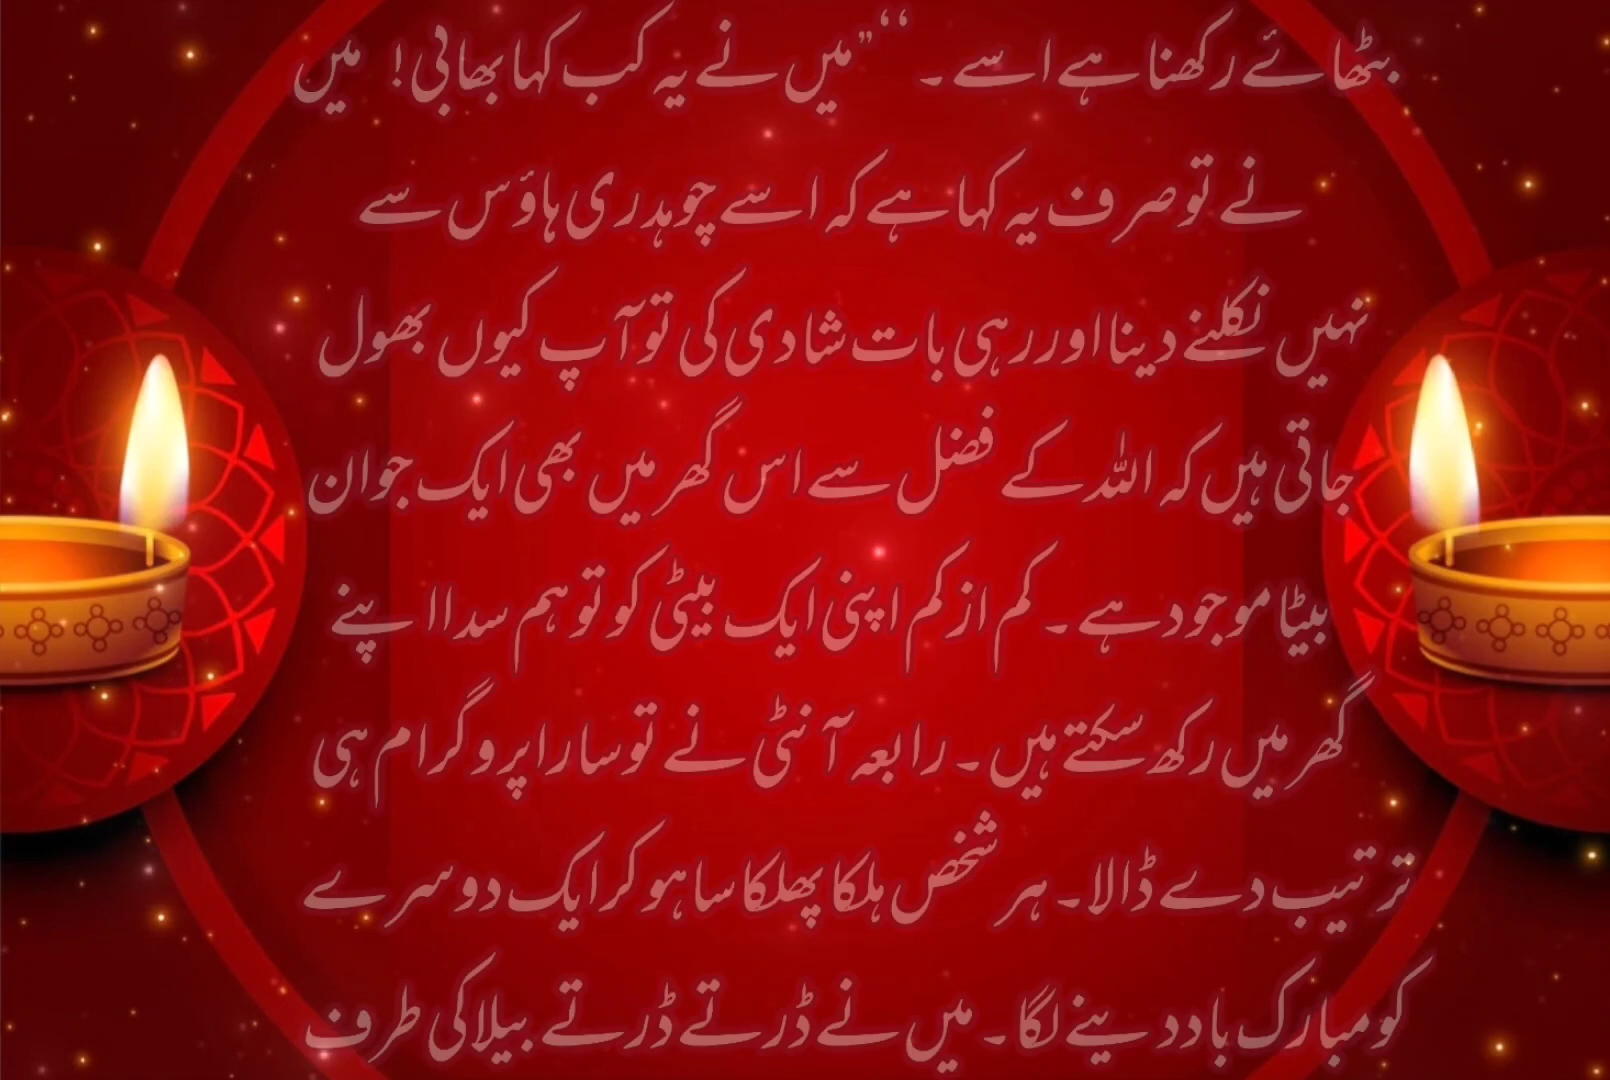 بٹھائے رکھنا ہے اسے ۔ ‘‘ ’’میں نے یہ کب کہا بھابی! میں
نے تو صرف یہ کہا ہے کہ اسے چوہدری ہاؤس سے
نہیں نکلنے دینا اور رہی بات شادی کی تو آپ کیوں بھول
جاتی ہیں کہ اللہ کے فضل سے اس گھر میں بھی ایک جوان
بیٹا موجود ہے ۔ کم از کم اپنی ایک بیٹی کو تو ہم سدا اپنے
گھر میں رکھ سکتے ہیں ۔ رابعہ آنٹی نے تو سارا پروگرام ہی
ترتیب دے ڈالا ۔ ہر شخص ہلکا پھلکا سا ہو کر ایک دوسرے
کو مبارک باد دینے لگا ۔ میں نے ڈرتے ڈرتے بیلا کی طرف